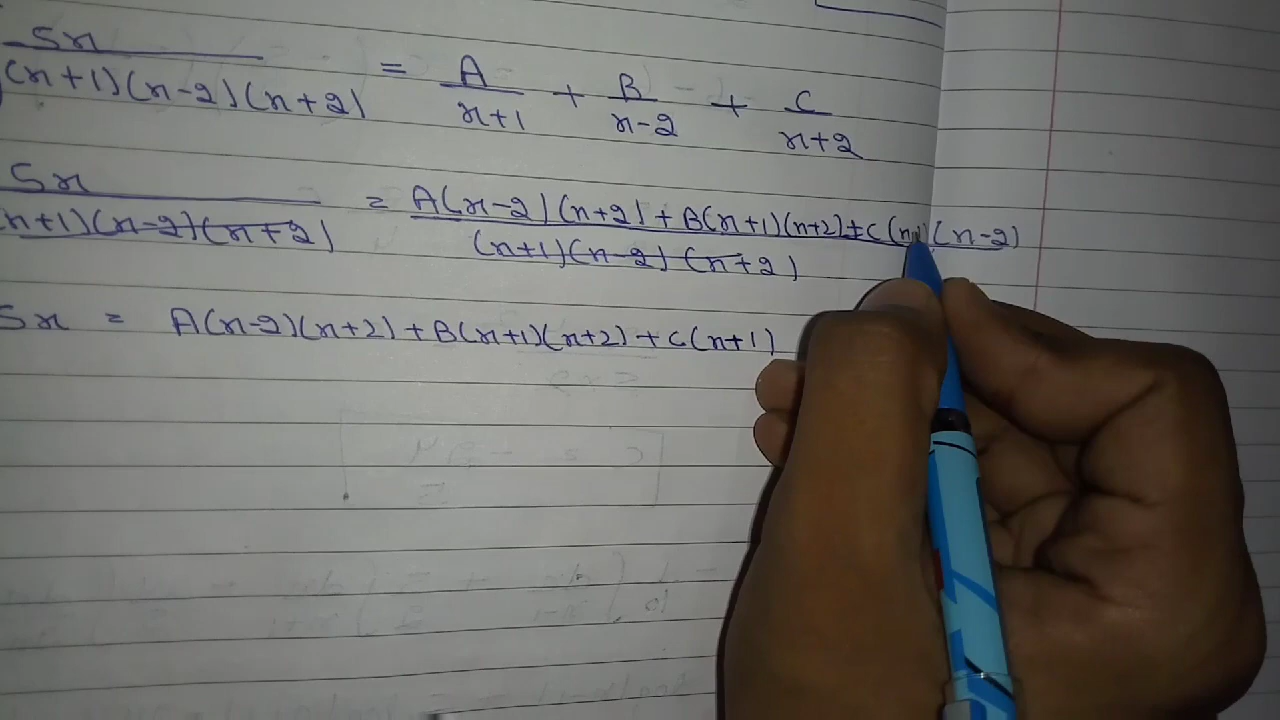 5x / (x+1)(x-2)(x+2) = A / x+1 + B / x-2 + C / x+2
5x / (x+1)(x-2)(x+2) = A(x-2)(x+2) + B(x+1)(x+2) + C(x+1)(x-2) / (x+1)(x-2)(x+2)
5x = A(x-2)(x+2) + B(x+1)(x+2) + C(x+1)